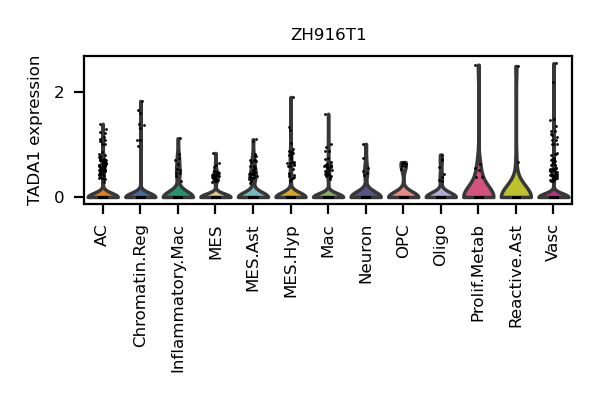 ZH916T1
TADA1 expression
2
0
AC
Chromatin.Reg
Inflammatory.Mac
MES
MES.Ast
MES.Hyp
Mac
Neuron
OPC
Oligo
Prolif.Metab
Reactive.Ast
Vasc